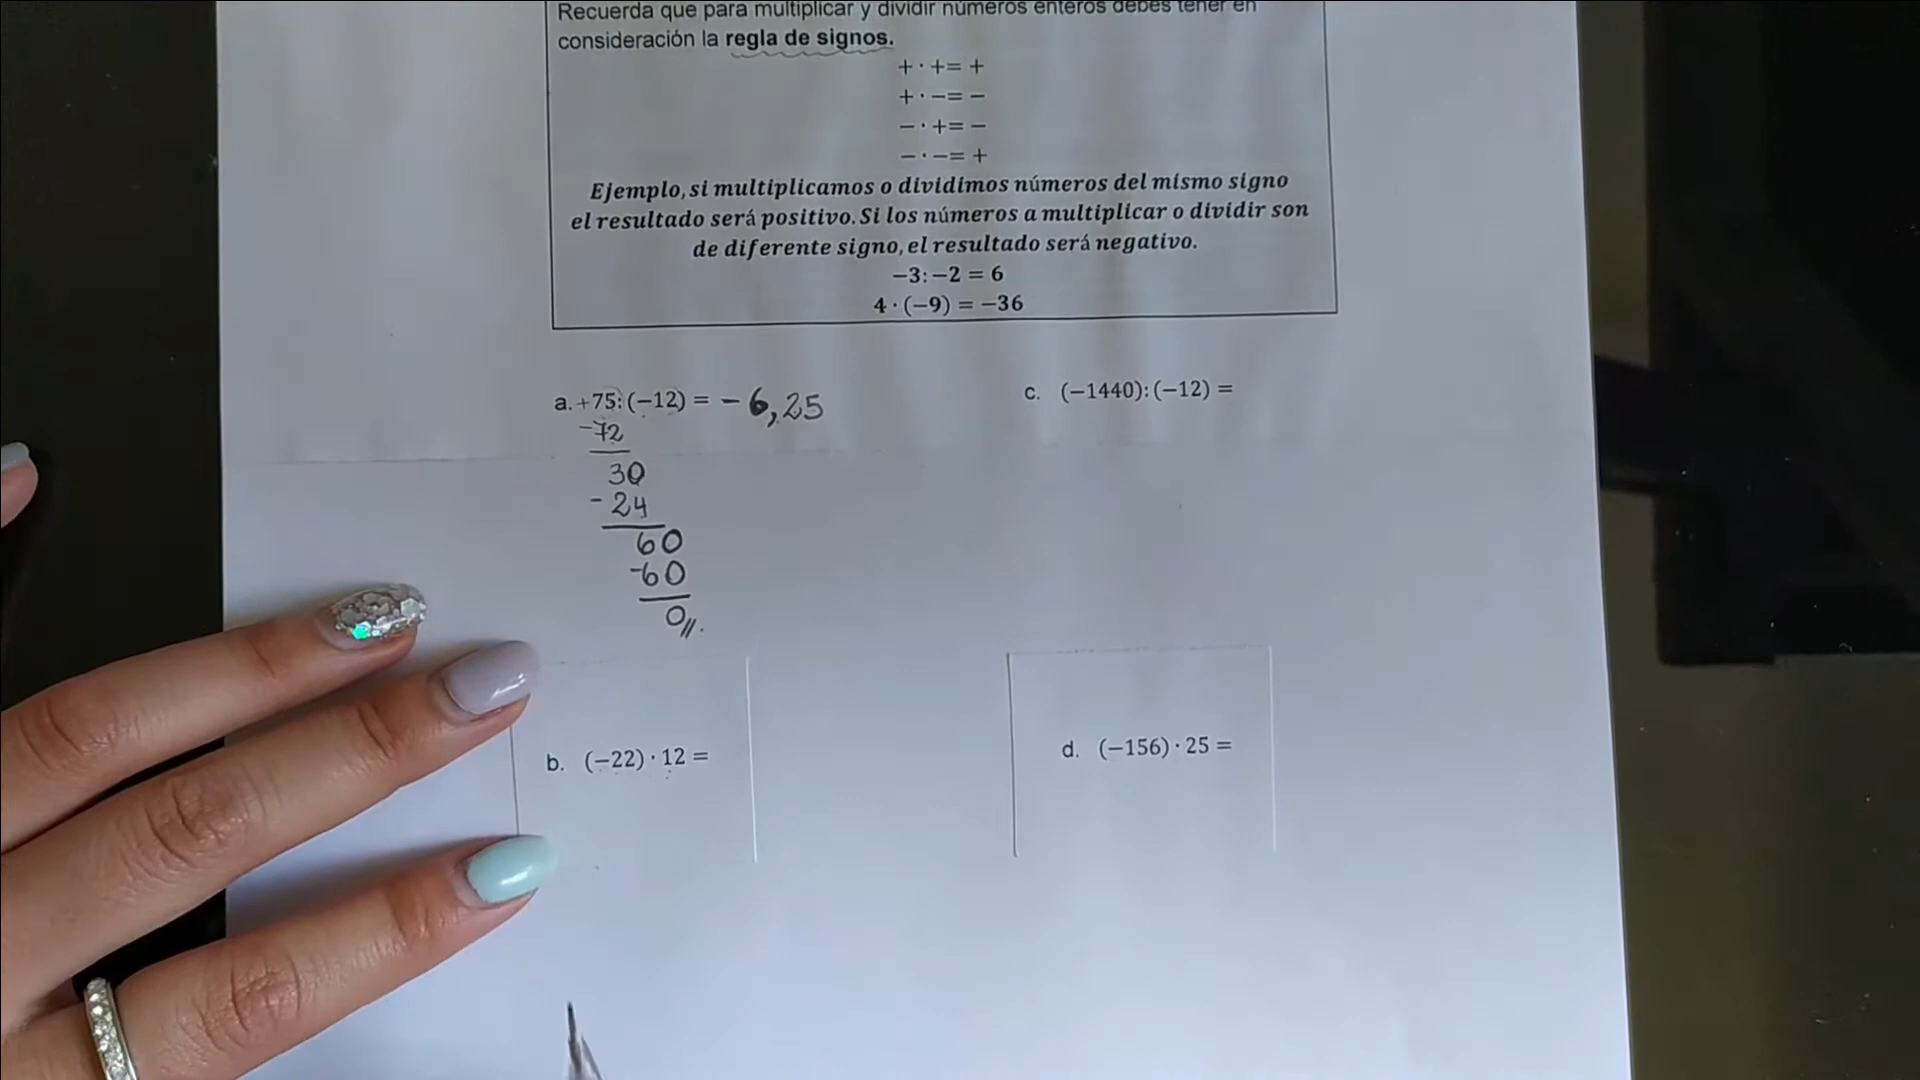 Recuerda que para multiplicar y dividir números enteros debes tener en
consideración la regla de signos.
+ · += +
+ · −= −
− · += −
− · −= +
Ejemplo, si multiplicamos o dividimos números del mismo signo
el resultado será positivo. Si los números a multiplicar o dividir son
de diferente signo, el resultado será negativo.
−3: −2 = 6
4 · (−9) = −36
a. +75: (−12) = - 6,25
-72
30
- 24
60
-60
0//.
c. (−1440): (−12) =
b. (−22) · 12 =
d. (−156) · 25 =